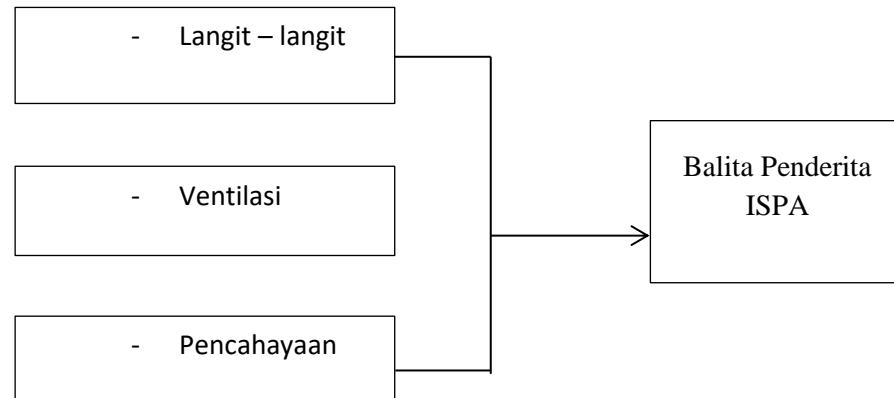 - Langit – langit
- Ventilasi
- Pencahayaan
Balita Penderita
ISPA